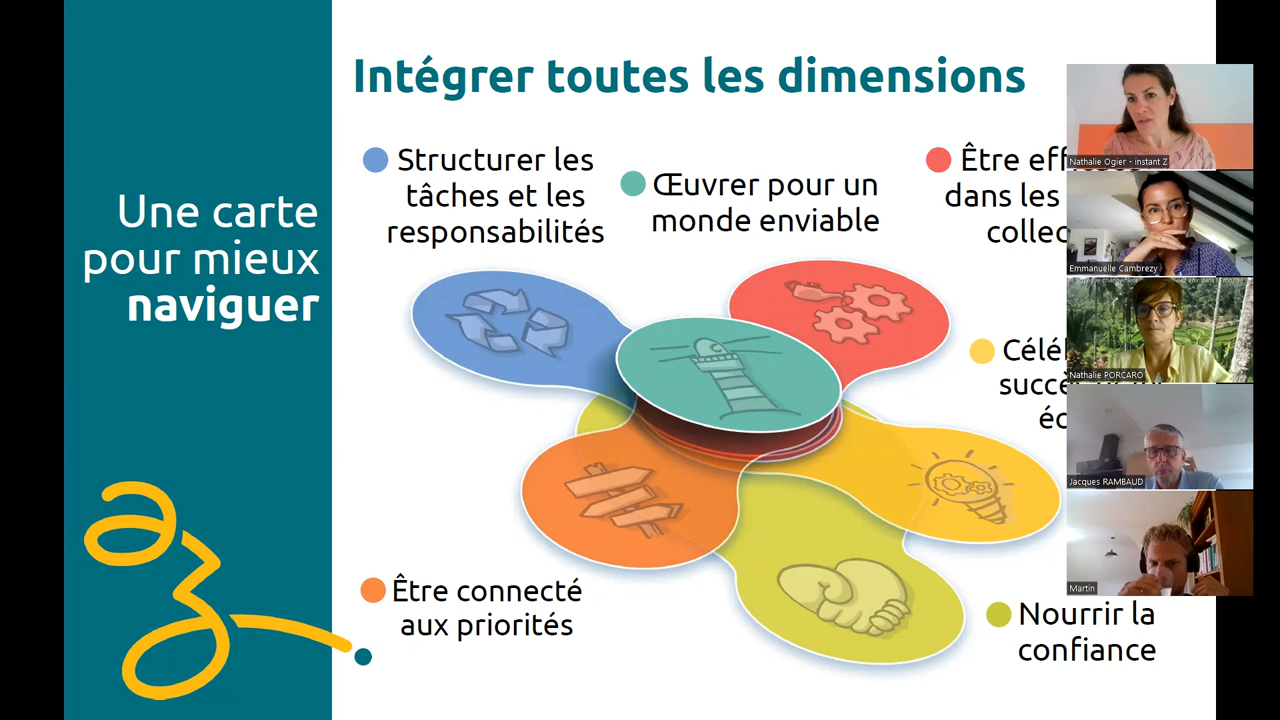 Intégrer toutes les dimensions
Une carte
pour mieux
naviguer
Structurer les
tâches et les
responsabilités
Œuvrer pour un
monde enviable
Être
dans les
Être connecté
aux priorités
Nourrir la
confiance
Nathalie Ogier - instant Z
Emmanuelle Cambrezy
Nathalie PORCARO
Jacques RAMBAUD
Martin